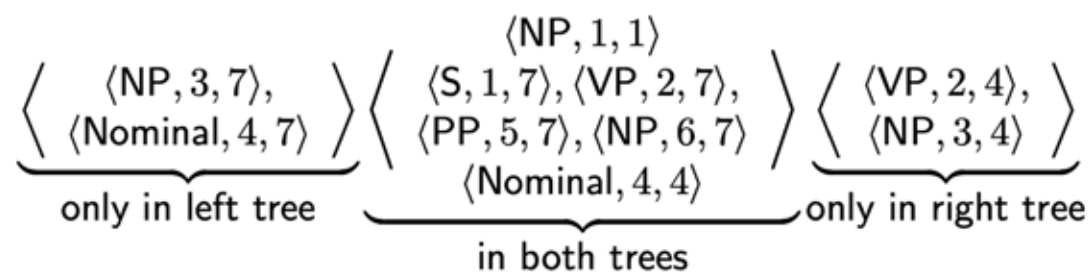 ⟨NP, 1, 1⟩
⟨NP, 3, 7⟩, ⟨S, 1, 7⟩, ⟨VP, 2, 7⟩, ⟨VP, 2, 4⟩,
⟨Nominal, 4, 7⟩ ⟨PP, 5, 7⟩, ⟨NP, 6, 7⟩ ⟨NP, 3, 4⟩
⟨Nominal, 4, 4⟩
only in left tree only in right tree
in both trees